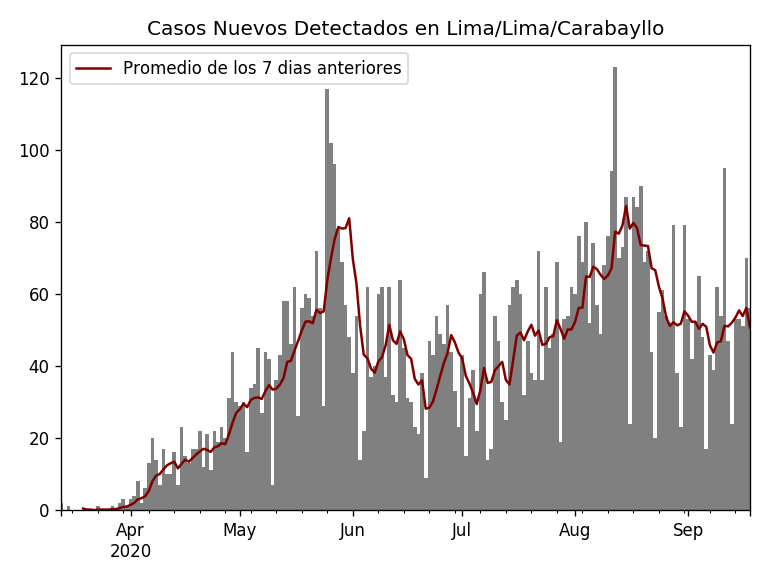 Casos Nuevos Detectados en Lima/Lima/Carabayllo
Promedio de los 7 dias anteriores
120
100
80
60
40
20
0
Apr
2020
May
Jun
Jul
Aug
Sep